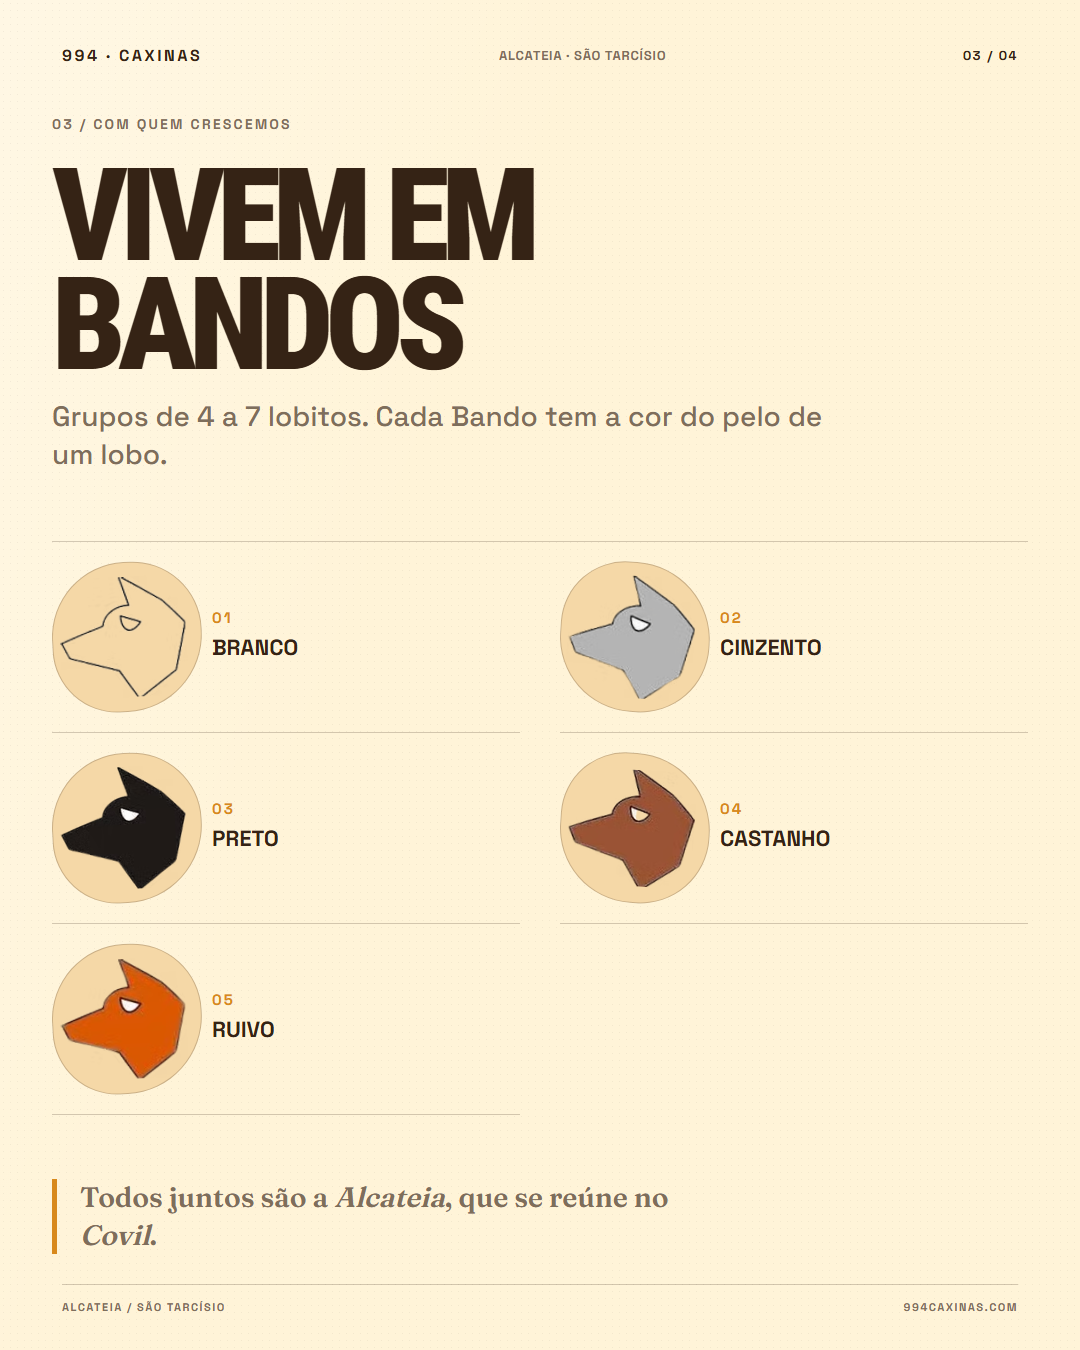 994 · CAXINAS
ALCATEIA · SÃO TARCÍSIO
03 / 04
03 / COM QUEM CRESCEMOS
VIVEM EM
BANDOS
Grupos de 4 a 7 lobitos. Cada Bando tem a cor do pelo de
um lobo.
01
BRANCO
02
CINZENTO
03
PRETO
04
CASTANHO
05
RUIVO
Todos juntos são a Alcateia, que se reúne no
Covil.
ALCATEIA / SÃO TARCÍSIO
994CAXINAS.COM